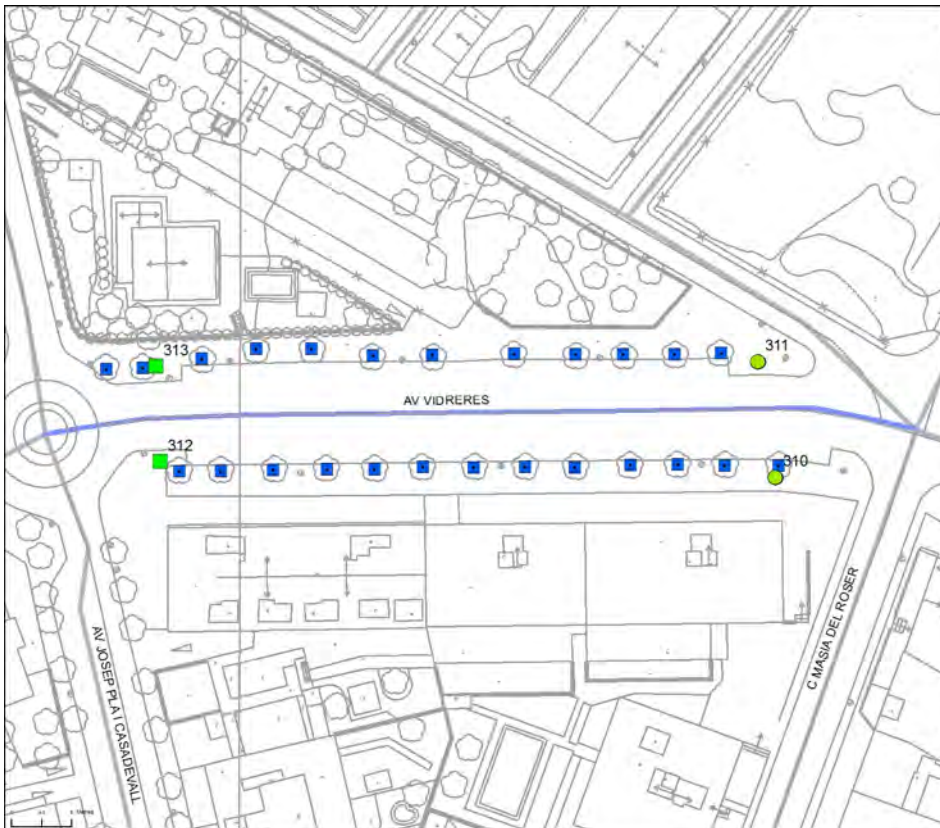 313
311
AV VIDRERES
312
310
AV JOSEP PLA I CASADEVALL
C MASIA DEL ROSER